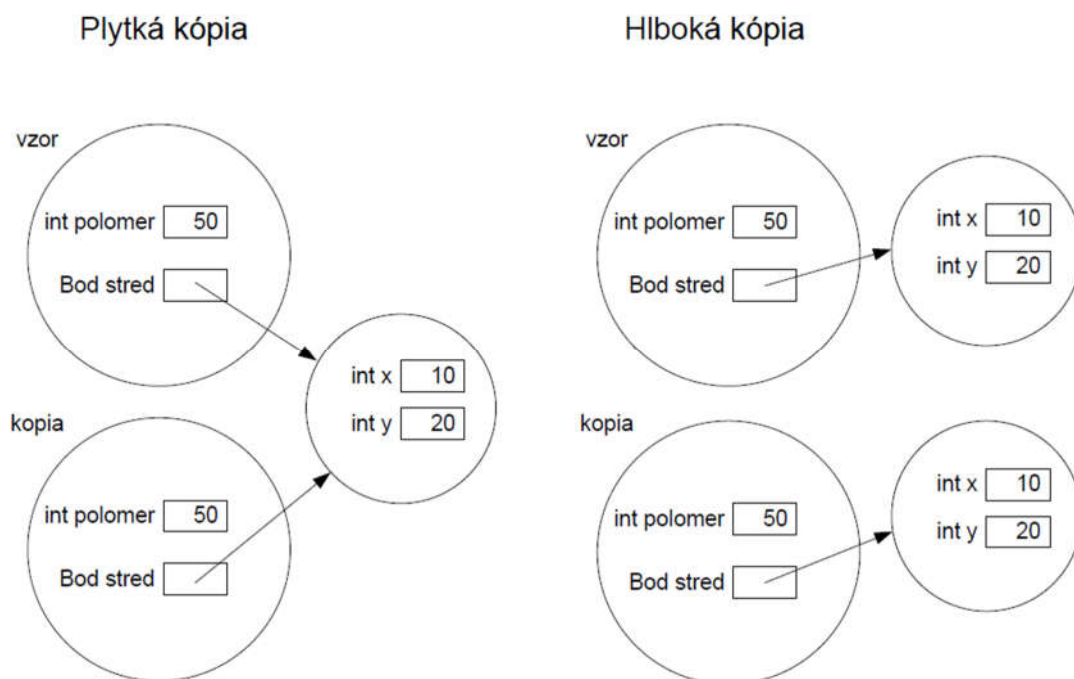 Plytká kópia
vzor
int polomer 50
Bod stred
int x 10
int y 20
kopia
int polomer 50
Bod stred
Hlboká kópia
vzor
int polomer 50
Bod stred
int x 10
int y 20
kopia
int polomer 50
Bod stred
int x 10
int y 20